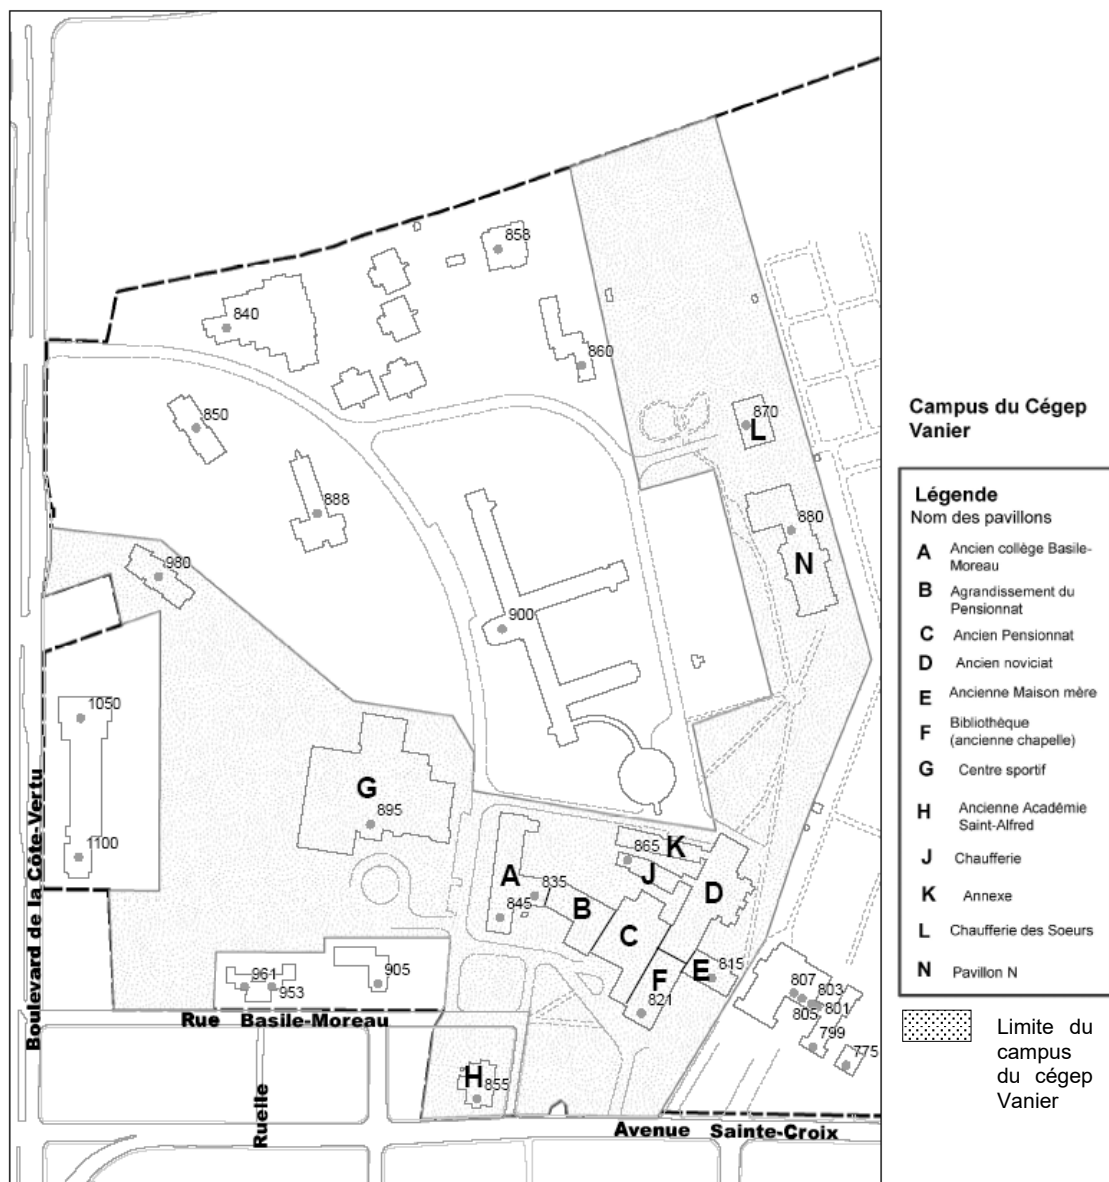 858
840
860
850
870
L
888
880
N
980
900
1050
G
895
1100
865
K
J
A
835
845
B
D
C
E
815
F
821
961
953
905
807
803
805
801
799
775
H
855
Boulevard de la Côte-Vertu
Rue Basile-Moreau
Ruelle
Avenue Sainte-Croix
Campus du Cégep
Vanier
Légende
Nom des pavillons
A Ancien collège Basile-
Moreau
B Agrandissement du
Pensionnat
C Ancien Pensionnat
D Ancien noviciat
E Ancienne Maison mère
F Bibliothèque
(ancienne chapelle)
G Centre sportif
H Ancienne Académie
Saint-Alfred
J Chaufferie
K Annexe
L Chaufferie des Soeurs
N Pavillon N
Limite du
campus
du cégep
Vanier